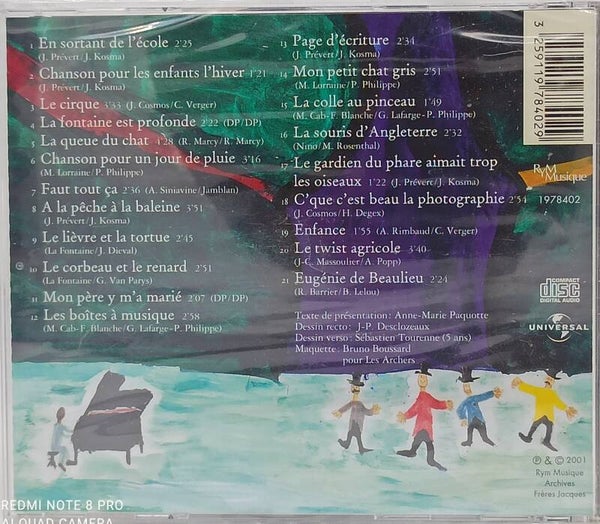 1 En sortant de l'école 2'25
(J. Prévert/J. Kosma)
2 Chanson pour les enfants l'hiver 1'21
(J. Prévert/J. Kosma)
3 Le cirque 3'33 (J. Cosmos/C. Verger)
4 La fontaine est profonde 2'22 (DP/DP)
5 La queue du chat 4'28 (R. Marcy/R. Marcy)
6 Chanson pour un jour de pluie 3'16
(M. Lorraine/P. Philippe)
7 Faut tout ça 2'36 (A. Siniavine/Jamblan)
8 A la pêche à la baleine 3'51
(J. Prévert/J. Kosma)
9 Le lièvre et la tortue 2'45
(La Fontaine/J. Dieval)
10 Le corbeau et le renard 2'51
(La Fontaine/G. Van Parys)
11 Mon père y m'a marié 2'07 (DP/DP)
12 Les boîtes à musique 2'58
(M. Cab-F. Blanche/G. Lafarge-P. Philippe)
13 Page d'écriture 2'34
(J. Prévert/J. Kosma)
14 Mon petit chat gris 2'51
(M. Lorraine/P. Philippe)
15 La colle au pinceau 1'49
(M. Cab-F. Blanche/G. Lafarge-P. Philippe)
16 La souris d'Angleterre 2'32
(Nino/M. Rosenthal)
17 Le gardien du phare aimait trop
les oiseaux 1'22 (J. Prévert/J. Kosma)
18 C'que c'est beau la photographie 2'54
(J. Cosmos/H. Degex)
19 Enfance 1'55 (A. Rimbaud/C. Verger)
20 Le twist agricole 3'40
(J-C. Massoulier/A. Popp)
21 Eugénie de Beaulieu 2'24
(R. Barrier/B. Lelou)
Texte de présentation : Anne-Marie Paquotte
Dessin recto : J-P. Desclozeaux
Dessin verso : Sébastien Tourenne (5 ans)
Maquette : Bruno Boussard
pour Les Archers
3 259119 784029
RyM
Musique
1978402
COMPACT
disc
DIGITAL AUDIO
UNIVERSAL
℗ & © 2001
Rym Musique
Archives
Frères Jacques
REDMI NOTE 8 PRO
AI QUAD CAMERA